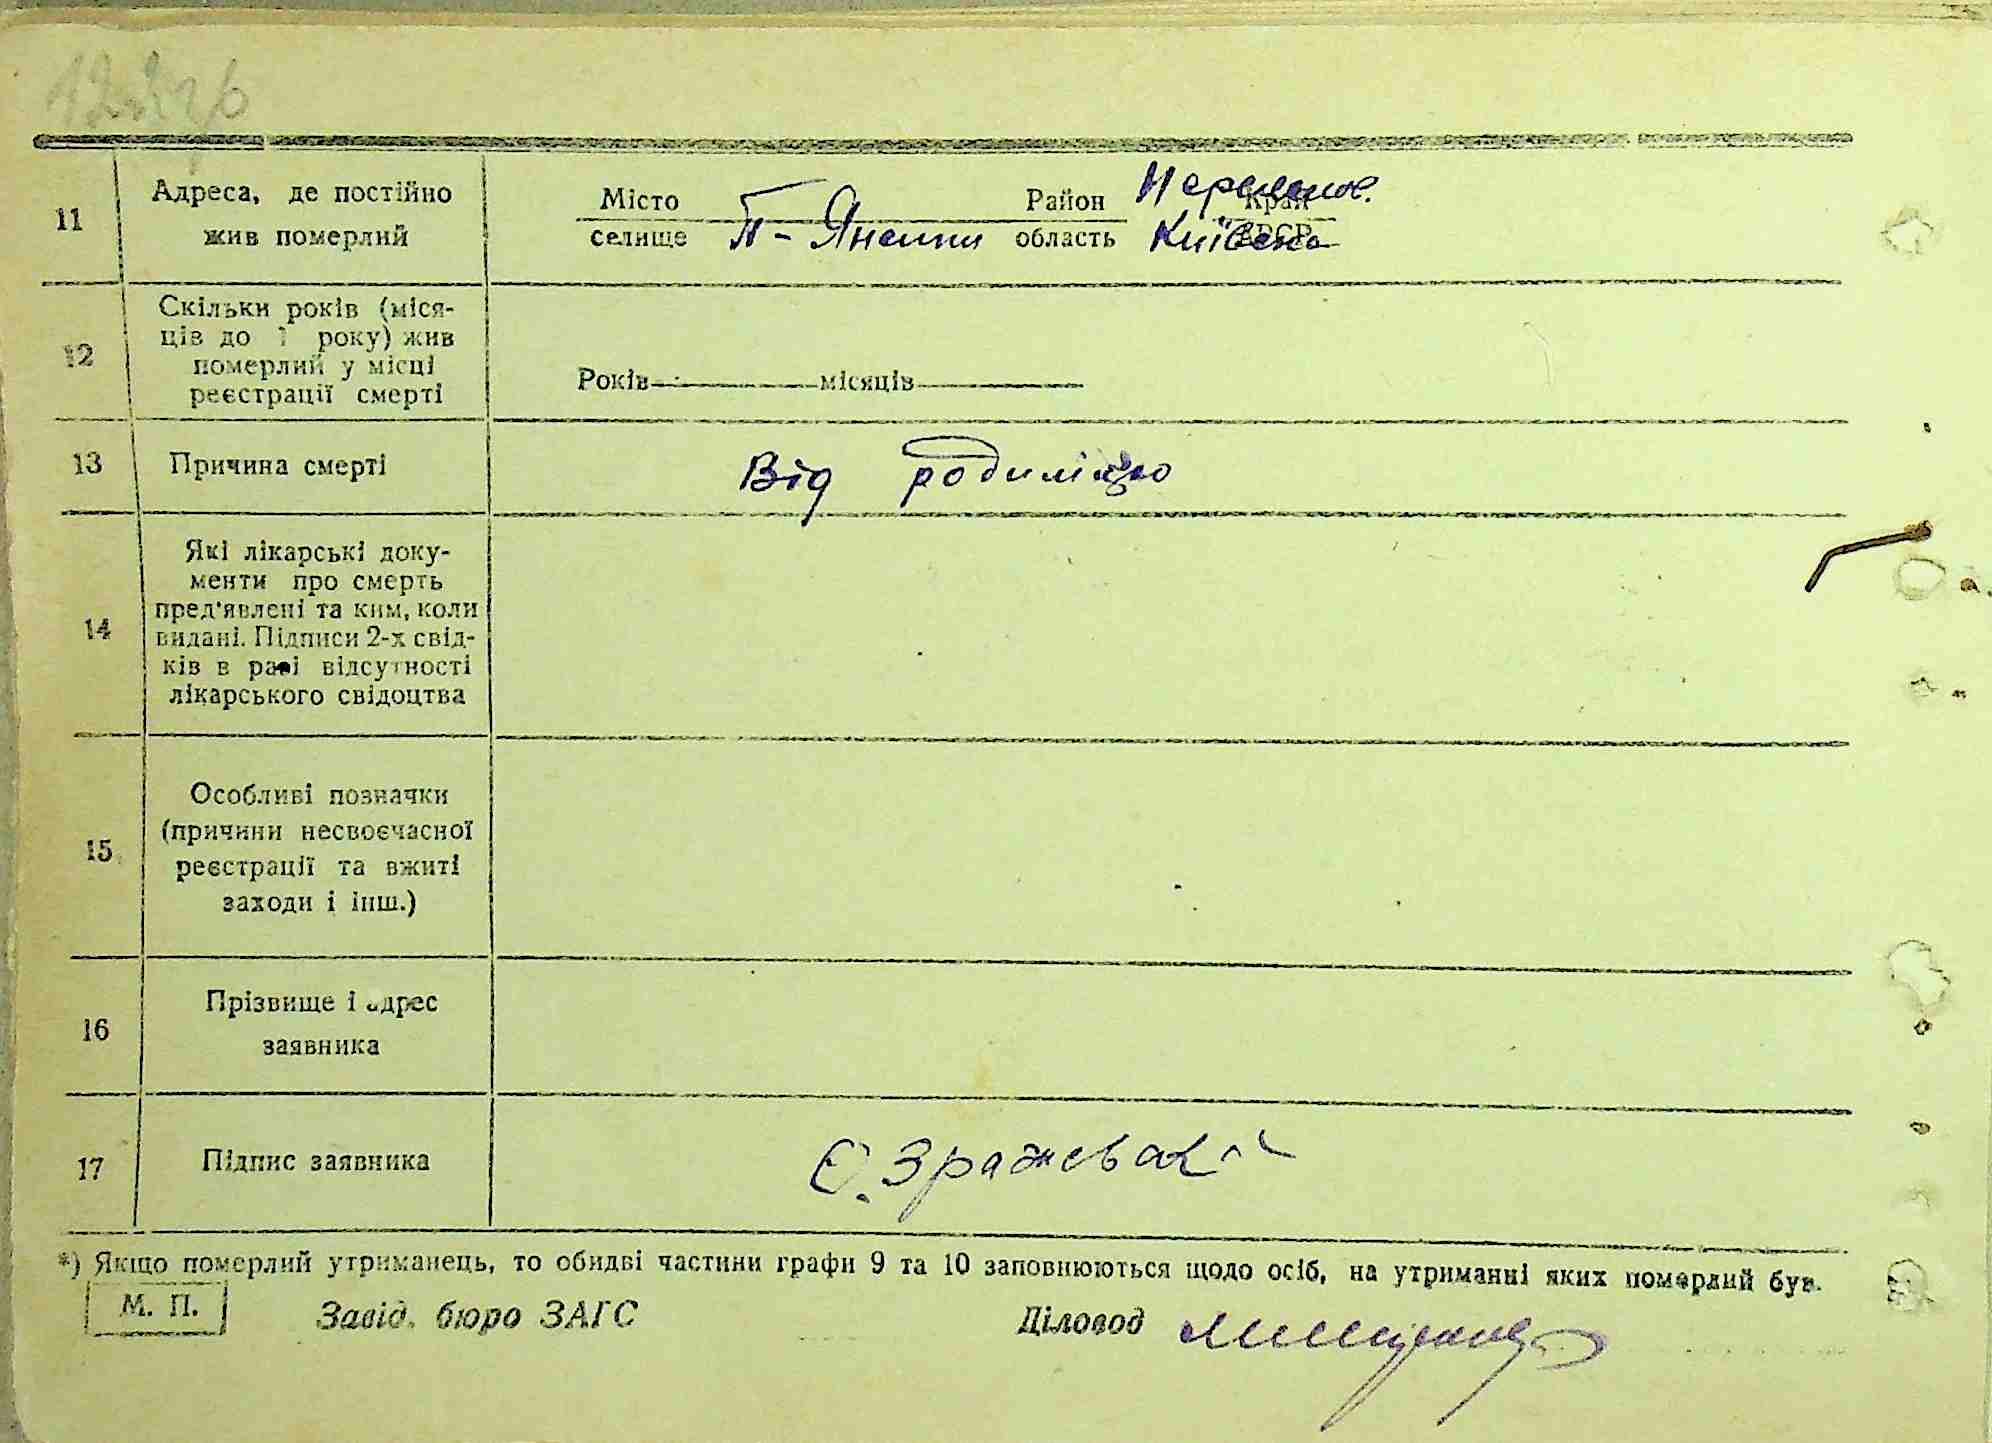 11 Адреса, де постійно жив померлий
Місто Район Край
селище П-Яненки область Київська АРСР
12 Скільки років (міся-
ців до 1 року) жив
померлий у місці
реєстрації смерті
Років місяців
13 Причина смерті Від
14 Які лікарські доку-
менти про смерть
пред'явлені та ким, коли
видані. Підписи 2-х свід-
ків в разі відсутності
лікарського свідоцтва
15 Особливі позначки
(причини несвоєчасної
реєстрації та вжиті
заходи і інш.)
16 Прізвище і адрес
заявника
17 Підпис заявника Є. Зражевський
*) Якщо померлий утриманець, то обидві частини графи 9 та 10 заповнюються щодо осіб, на утриманні яких померлий був.
М. П. Завід. бюро ЗАГС Діловод